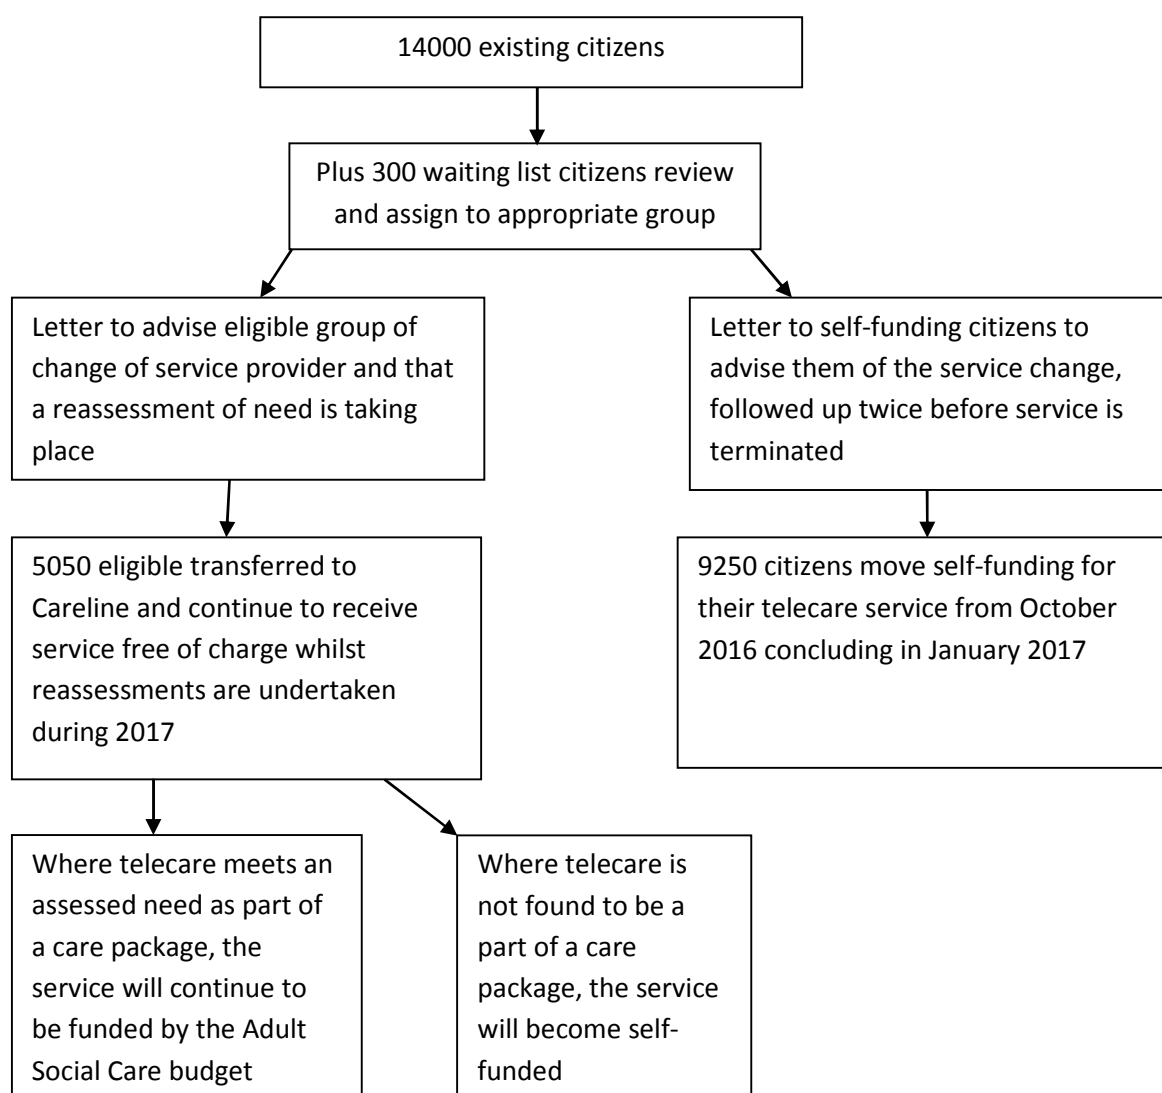 14000 existing citizens
Plus 300 waiting list citizens review
and assign to appropriate group
Letter to advise eligible group of
change of service provider and that
a reassessment of need is taking
place
Letter to self-funding citizens to
advise them of the service change,
followed up twice before service is
terminated
5050 eligible transferred to
Careline and continue to receive
service free of charge whilst
reassessments are undertaken
during 2017
9250 citizens move self-funding for
their telecare service from October
2016 concluding in January 2017
Where telecare meets an
assessed need as part of
a care package, the
service will continue to
be funded by the Adult
Social Care budget
Where telecare is
not found to be a
part of a care
package, the service
will become self-
funded